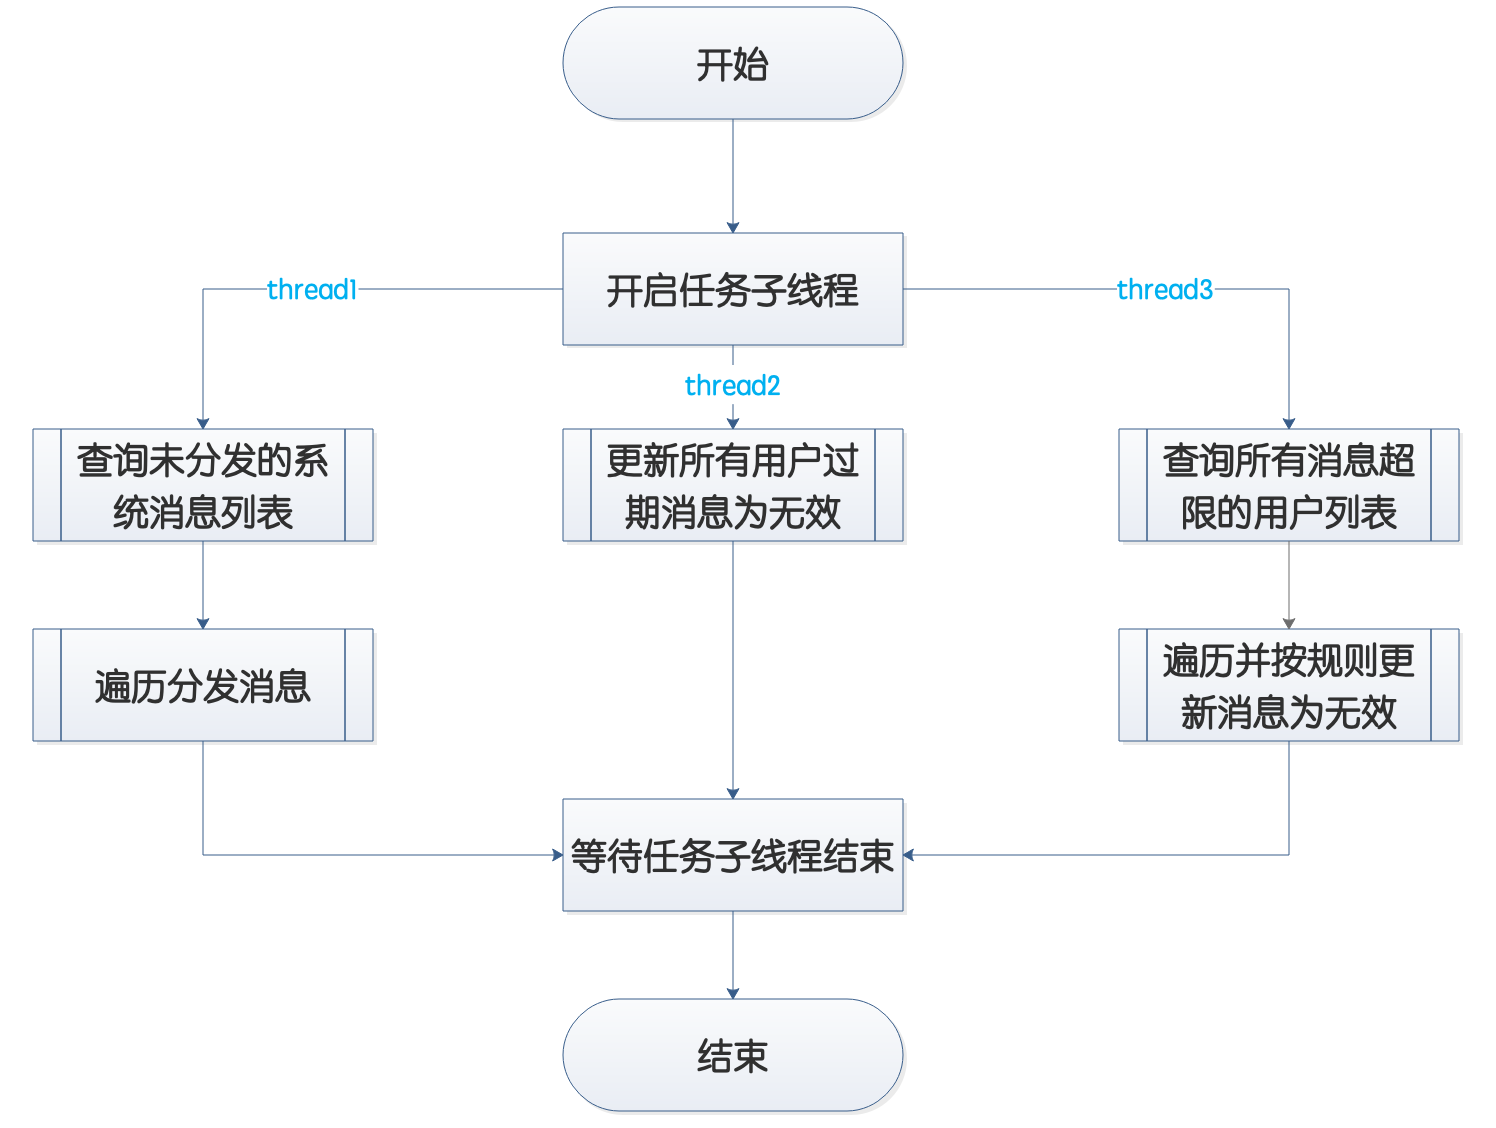 开始
开启任务子线程
thread1
thread3
thread2
查询未分发的系
统消息列表
更新所有用户过
期消息为无效
查询所有消息超
限的用户列表
遍历分发消息
遍历并按规则更
新消息为无效
等待任务子线程结束
结束